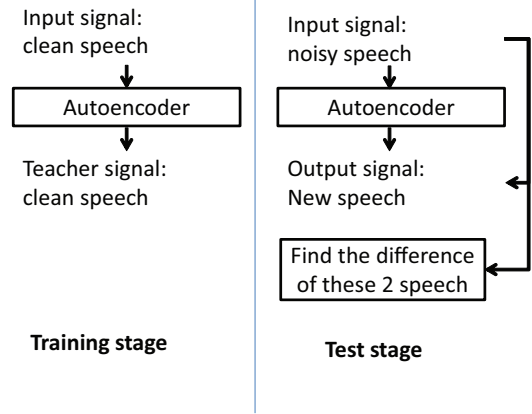 Input signal:
clean speech
Autoencoder
Teacher signal:
clean speech
Training stage
Input signal:
noisy speech
Autoencoder
Output signal:
New speech
Find the difference
of these 2 speech
Test stage